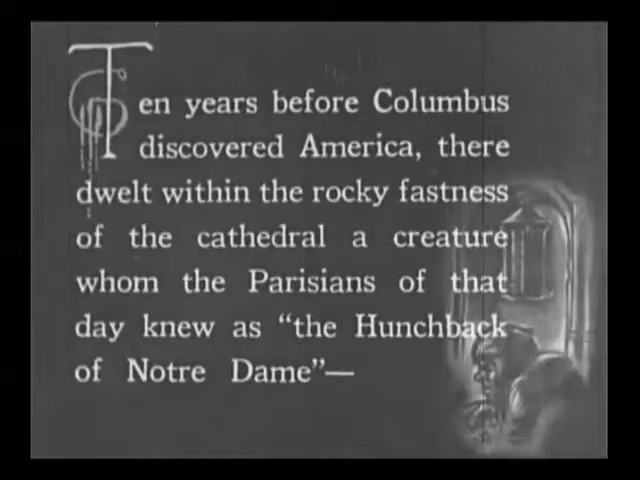 Ten years before Columbus
discovered America, there
dwelt within the rocky fastness
of the cathedral a creature
whom the Parisians of that
day knew as “the Hunchback
of Notre Dame”—